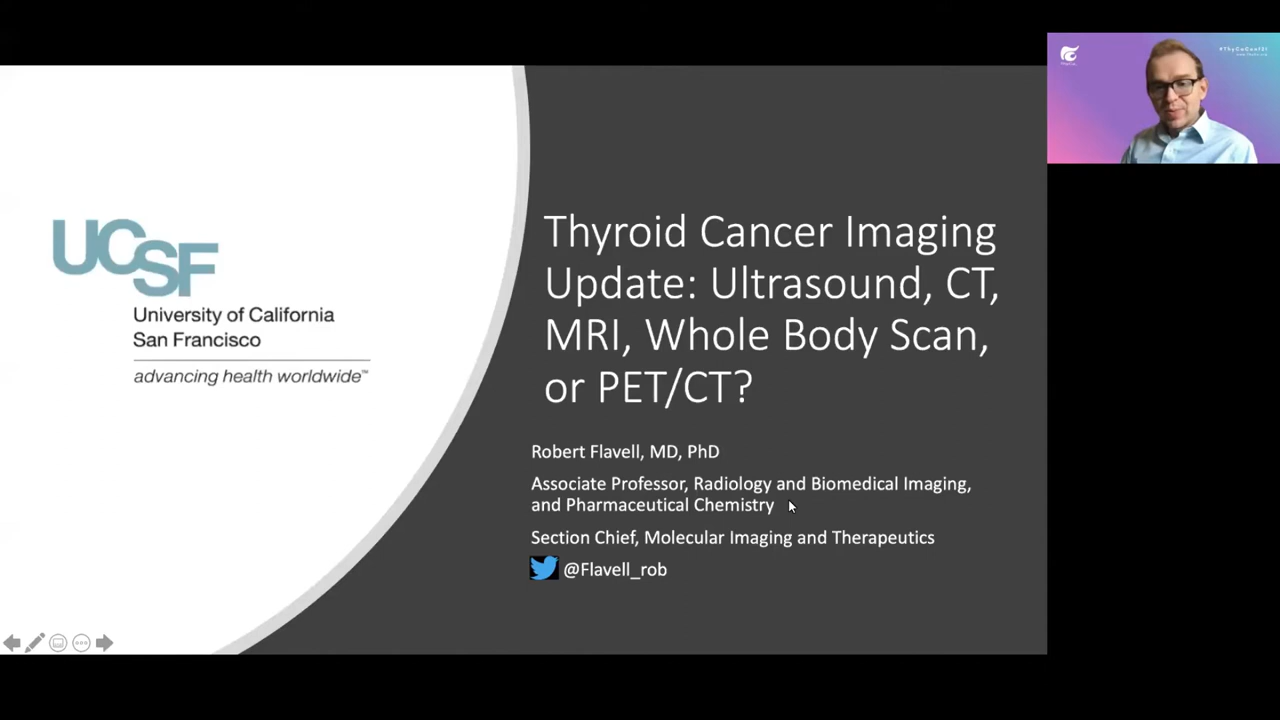 UCSF
University of California
San Francisco
advancing health worldwide™
Thyroid Cancer Imaging
Update: Ultrasound, CT,
MRI, Whole Body Scan,
or PET/CT?
Robert Flavell, MD, PhD
Associate Professor, Radiology and Biomedical Imaging,
and Pharmaceutical Chemistry
Section Chief, Molecular Imaging and Therapeutics
@Flavell_rob